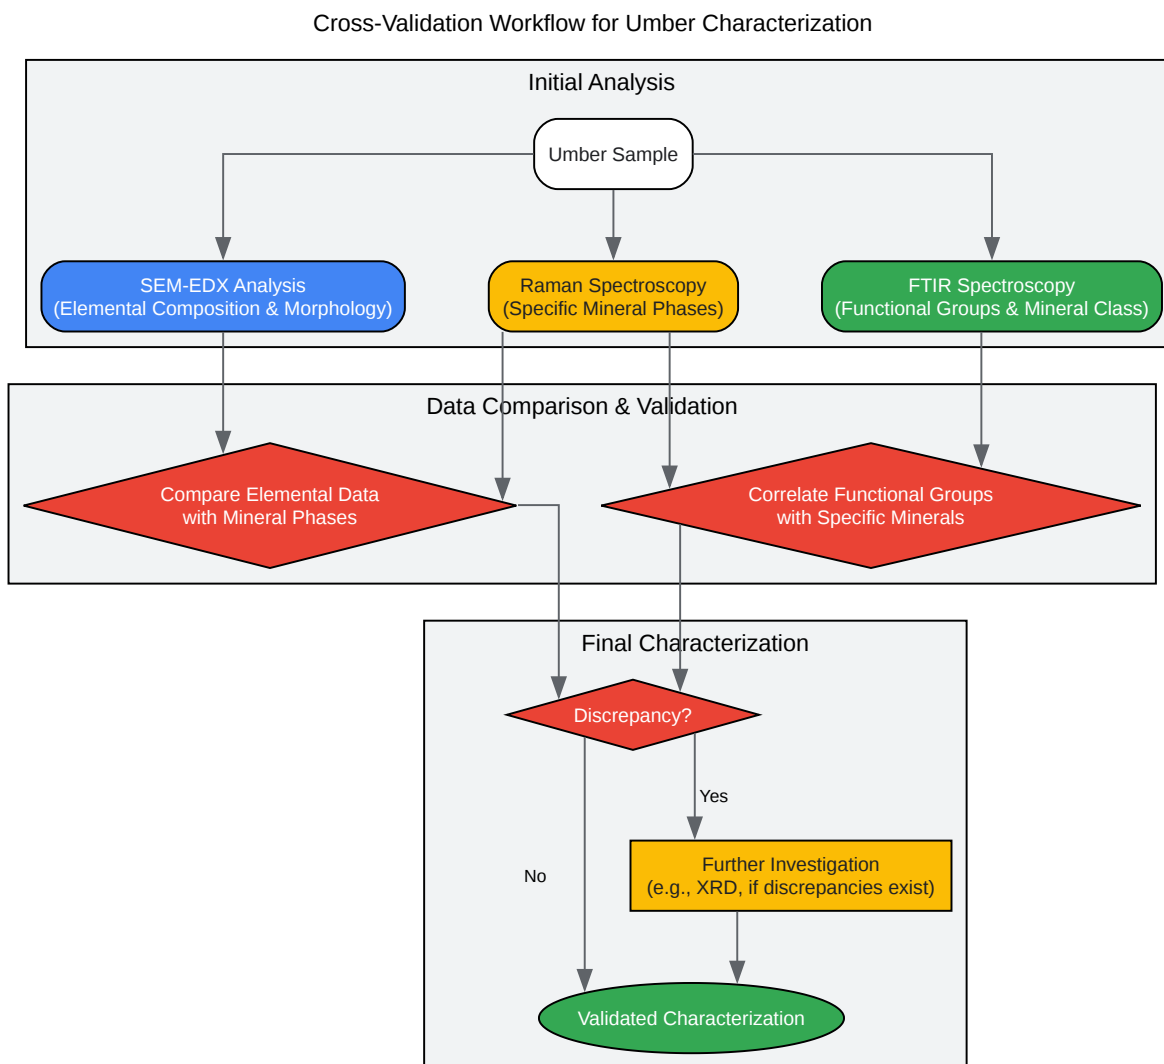 Cross-Validation Workflow for Umber Characterization
Initial Analysis
Umber Sample
SEM-EDX Analysis
(Elemental Composition & Morphology)
Raman Spectroscopy
(Specific Mineral Phases)
FTIR Spectroscopy
(Functional Groups & Mineral Class)
Data Comparison & Validation
Compare Elemental Data
with Mineral Phases
Correlate Functional Groups
with Specific Minerals
Final Characterization
Discrepancy?
Yes
Further Investigation
(e.g., XRD, if discrepancies exist)
No
Validated Characterization